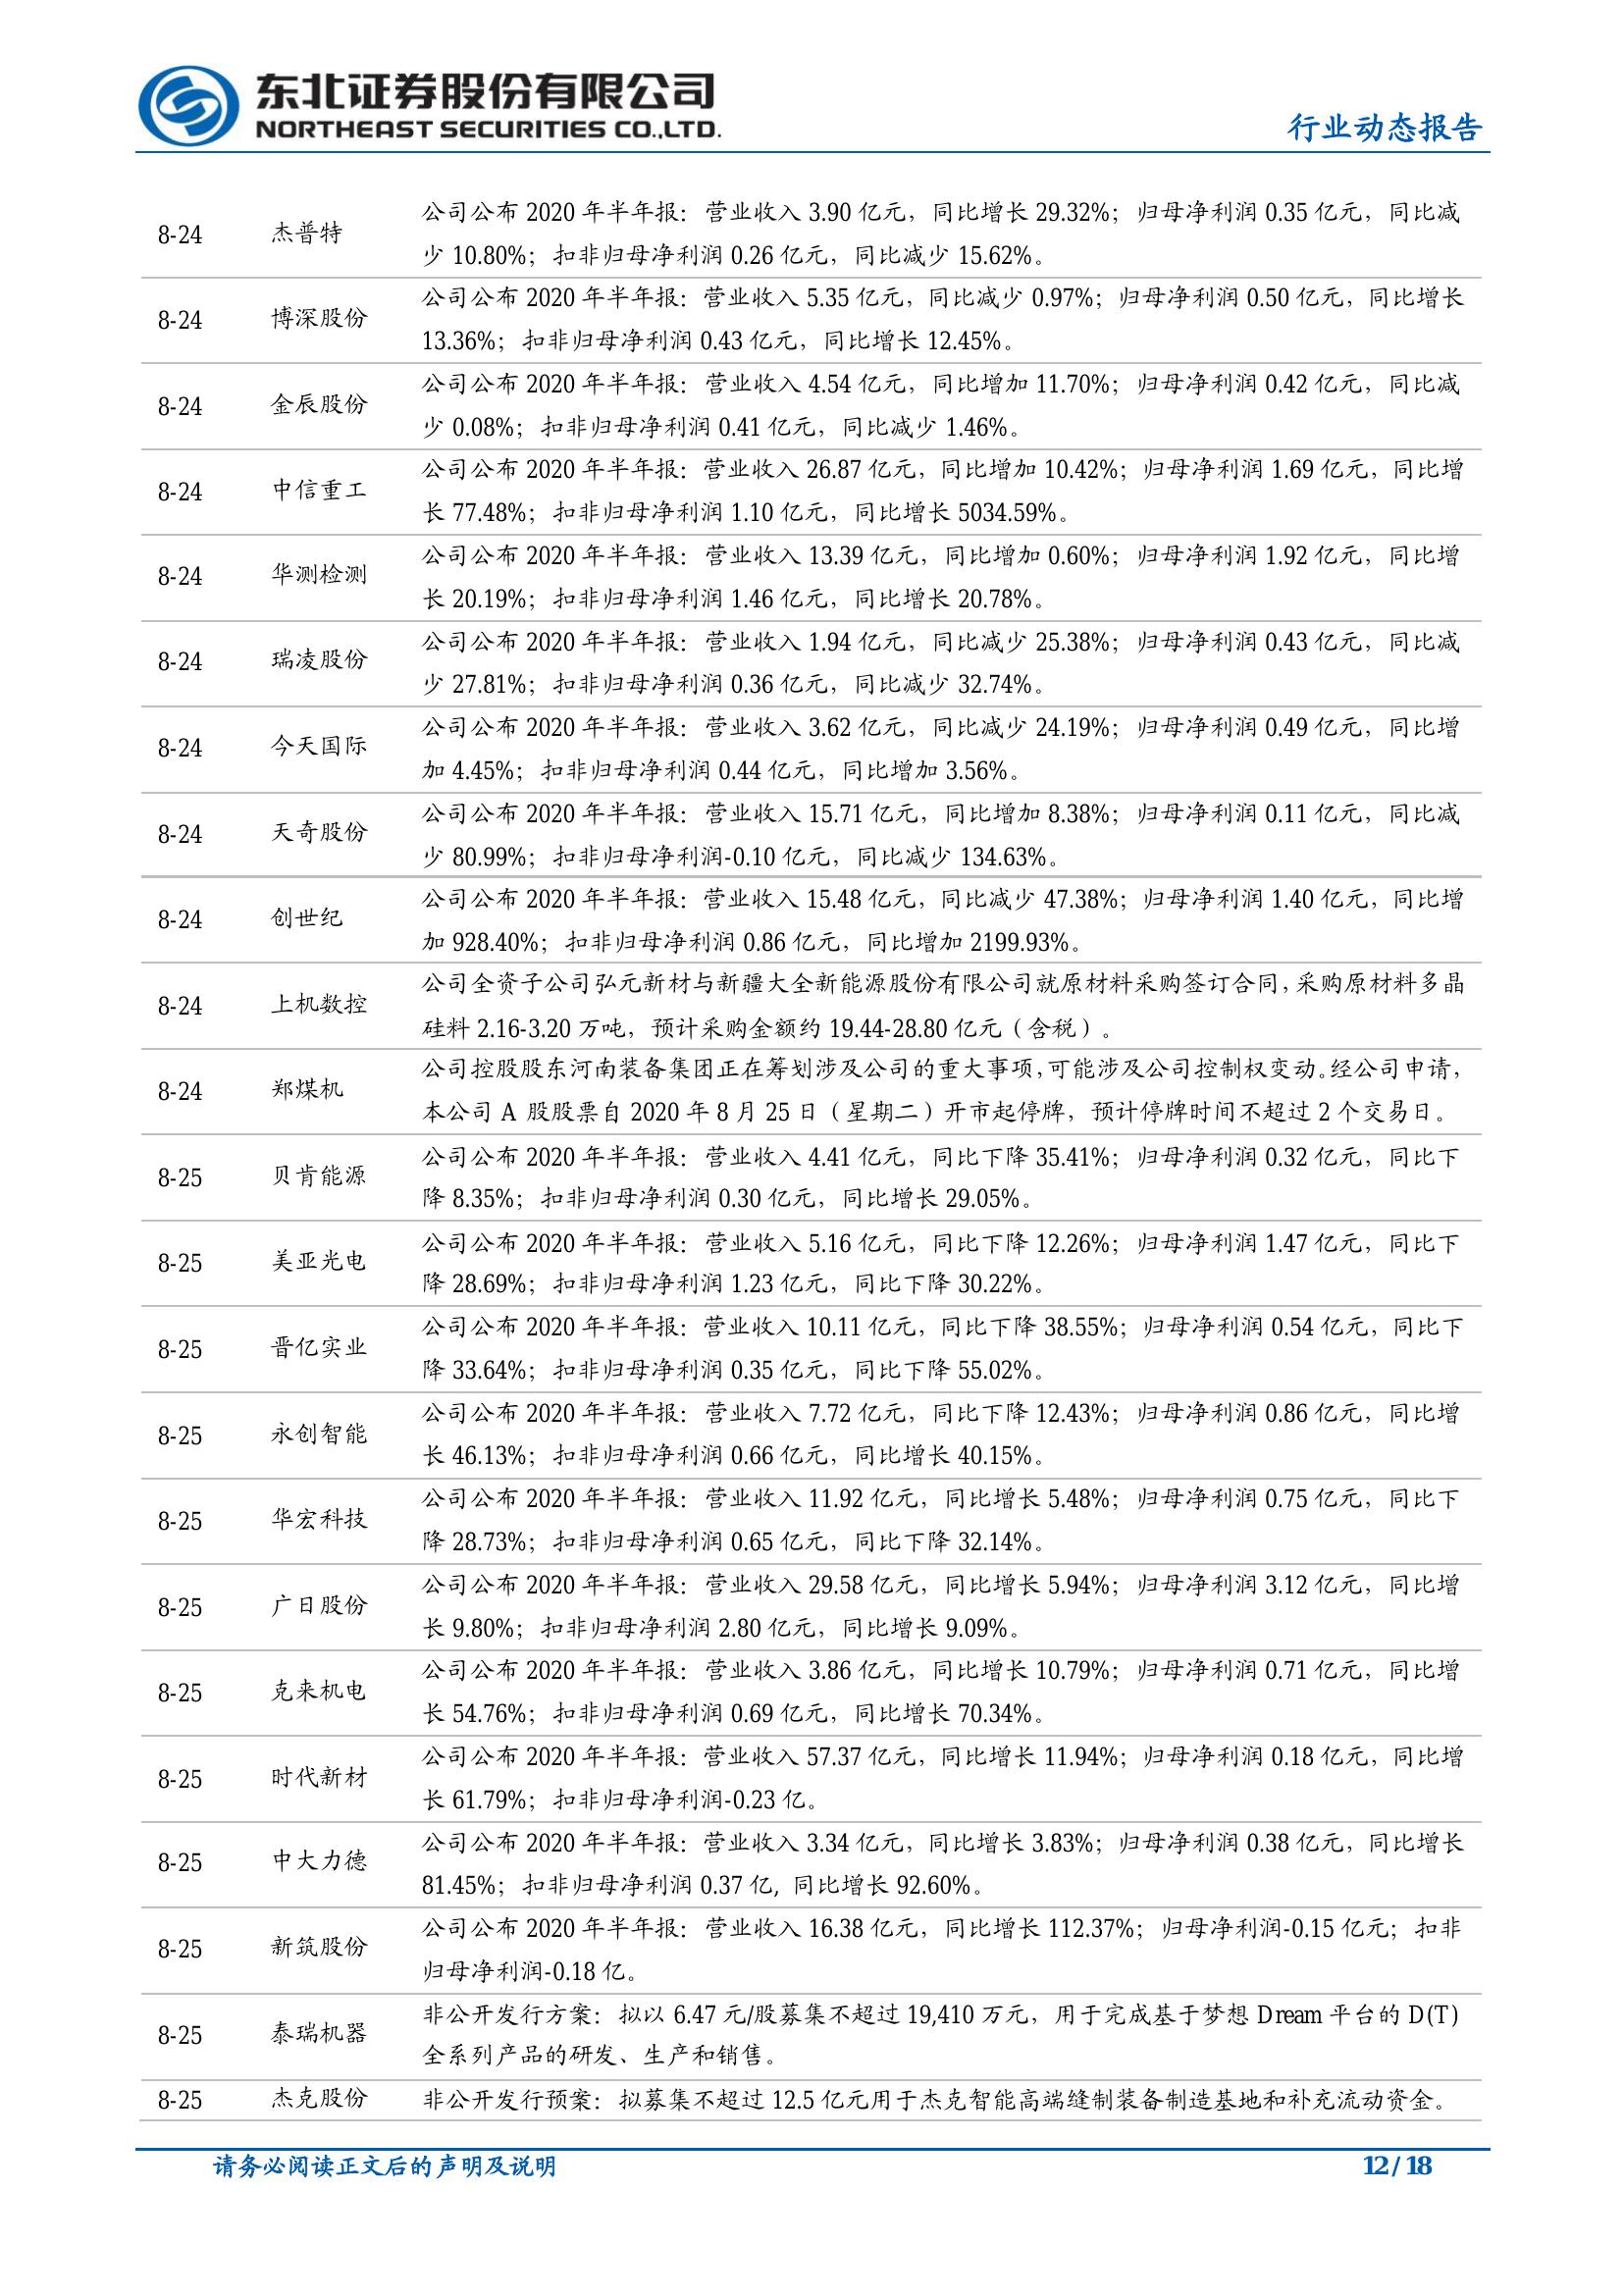 东北证券股份有限公司
NORTHEAST SECURITIES CO.,LTD.
行业动态报告
8-24 杰普特 公司公布 2020 年半年报：营业收入 3.90 亿元，同比增长 29.32%；归母净利润 0.35 亿元，同比减
少 10.80%；扣非归母净利润 0.26 亿元，同比减少 15.62%。
8-24 博深股份 公司公布 2020 年半年报：营业收入 5.35 亿元，同比减少 0.97%；归母净利润 0.50 亿元，同比增长
13.36%；扣非归母净利润 0.43 亿元，同比增长 12.45%。
8-24 金辰股份 公司公布 2020 年半年报：营业收入 4.54 亿元，同比增加 11.70%；归母净利润 0.42 亿元，同比减
少 0.08%；扣非归母净利润 0.41 亿元，同比减少 1.46%。
8-24 中信重工 公司公布 2020 年半年报：营业收入 26.87 亿元，同比增加 10.42%；归母净利润 1.69 亿元，同比增
长 77.48%；扣非归母净利润 1.10 亿元，同比增长 5034.59%。
8-24 华测检测 公司公布 2020 年半年报：营业收入 13.39 亿元，同比增加 0.60%；归母净利润 1.92 亿元，同比增
长 20.19%；扣非归母净利润 1.46 亿元，同比增长 20.78%。
8-24 瑞凌股份 公司公布 2020 年半年报：营业收入 1.94 亿元，同比减少 25.38%；归母净利润 0.43 亿元，同比减
少 27.81%；扣非归母净利润 0.36 亿元，同比减少 32.74%。
8-24 今天国际 公司公布 2020 年半年报：营业收入 3.62 亿元，同比减少 24.19%；归母净利润 0.49 亿元，同比增
加 4.45%；扣非归母净利润 0.44 亿元，同比增加 3.56%。
8-24 天奇股份 公司公布 2020 年半年报：营业收入 15.71 亿元，同比增加 8.38%；归母净利润 0.11 亿元，同比减
少 80.99%；扣非归母净利润-0.10 亿元，同比减少 134.63%。
8-24 创世纪 公司公布 2020 年半年报：营业收入 15.48 亿元，同比减少 47.38%；归母净利润 1.40 亿元，同比增
加 928.40%；扣非归母净利润 0.86 亿元，同比增加 2199.93%。
8-24 上机数控 公司全资子公司弘元新材与新疆大全新能源股份有限公司就原材料采购签订合同，采购原材料多晶
硅料 2.16-3.20 万吨，预计采购金额约 19.44-28.80 亿元（含税）。
8-24 郑煤机 公司控股股东河南装备集团正在筹划涉及公司的重大事项，可能涉及公司控制权变动。经公司申请，
本公司 A 股股票自 2020 年 8 月 25 日（星期二）开市起停牌，预计停牌时间不超过 2 个交易日。
8-25 贝肯能源 公司公布 2020 年半年报：营业收入 4.41 亿元，同比下降 35.41%；归母净利润 0.32 亿元，同比下
降 8.35%；扣非归母净利润 0.30 亿元，同比增长 29.05%。
8-25 美亚光电 公司公布 2020 年半年报：营业收入 5.16 亿元，同比下降 12.26%；归母净利润 1.47 亿元，同比下
降 28.69%；扣非归母净利润 1.23 亿元，同比下降 30.22%。
8-25 晋亿实业 公司公布 2020 年半年报：营业收入 10.11 亿元，同比下降 38.55%；归母净利润 0.54 亿元，同比下
降 33.64%；扣非归母净利润 0.35 亿元，同比下降 55.02%。
8-25 永创智能 公司公布 2020 年半年报：营业收入 7.72 亿元，同比下降 12.43%；归母净利润 0.86 亿元，同比增
长 46.13%；扣非归母净利润 0.66 亿元，同比增长 40.15%。
8-25 华宏科技 公司公布 2020 年半年报：营业收入 11.92 亿元，同比增长 5.48%；归母净利润 0.75 亿元，同比下
降 28.73%；扣非归母净利润 0.65 亿元，同比下降 32.14%。
8-25 广日股份 公司公布 2020 年半年报：营业收入 29.58 亿元，同比增长 5.94%；归母净利润 3.12 亿元，同比增
长 9.80%；扣非归母净利润 2.80 亿元，同比增长 9.09%。
8-25 克来机电 公司公布 2020 年半年报：营业收入 3.86 亿元，同比增长 10.79%；归母净利润 0.71 亿元，同比增
长 54.76%；扣非归母净利润 0.69 亿元，同比增长 70.34%。
8-25 时代新材 公司公布 2020 年半年报：营业收入 57.37 亿元，同比增长 11.94%；归母净利润 0.18 亿元，同比增
长 61.79%；扣非归母净利润-0.23 亿。
8-25 中大力德 公司公布 2020 年半年报：营业收入 3.34 亿元，同比增长 3.83%；归母净利润 0.38 亿元，同比增长
81.45%；扣非归母净利润 0.37 亿, 同比增长 92.60%。
8-25 新筑股份 公司公布 2020 年半年报：营业收入 16.38 亿元，同比增长 112.37%；归母净利润-0.15 亿元；扣非
归母净利润-0.18 亿。
8-25 泰瑞机器 非公开发行方案：拟以 6.47 元/股募集不超过 19,410 万元，用于完成基于梦想 Dream 平台的 D(T)
全系列产品的研发、生产和销售。
8-25 杰克股份 非公开发行预案：拟募集不超过 12.5 亿元用于杰克智能高端缝制装备制造基地和补充流动资金。
请务必阅读正文后的声明及说明 12 / 18